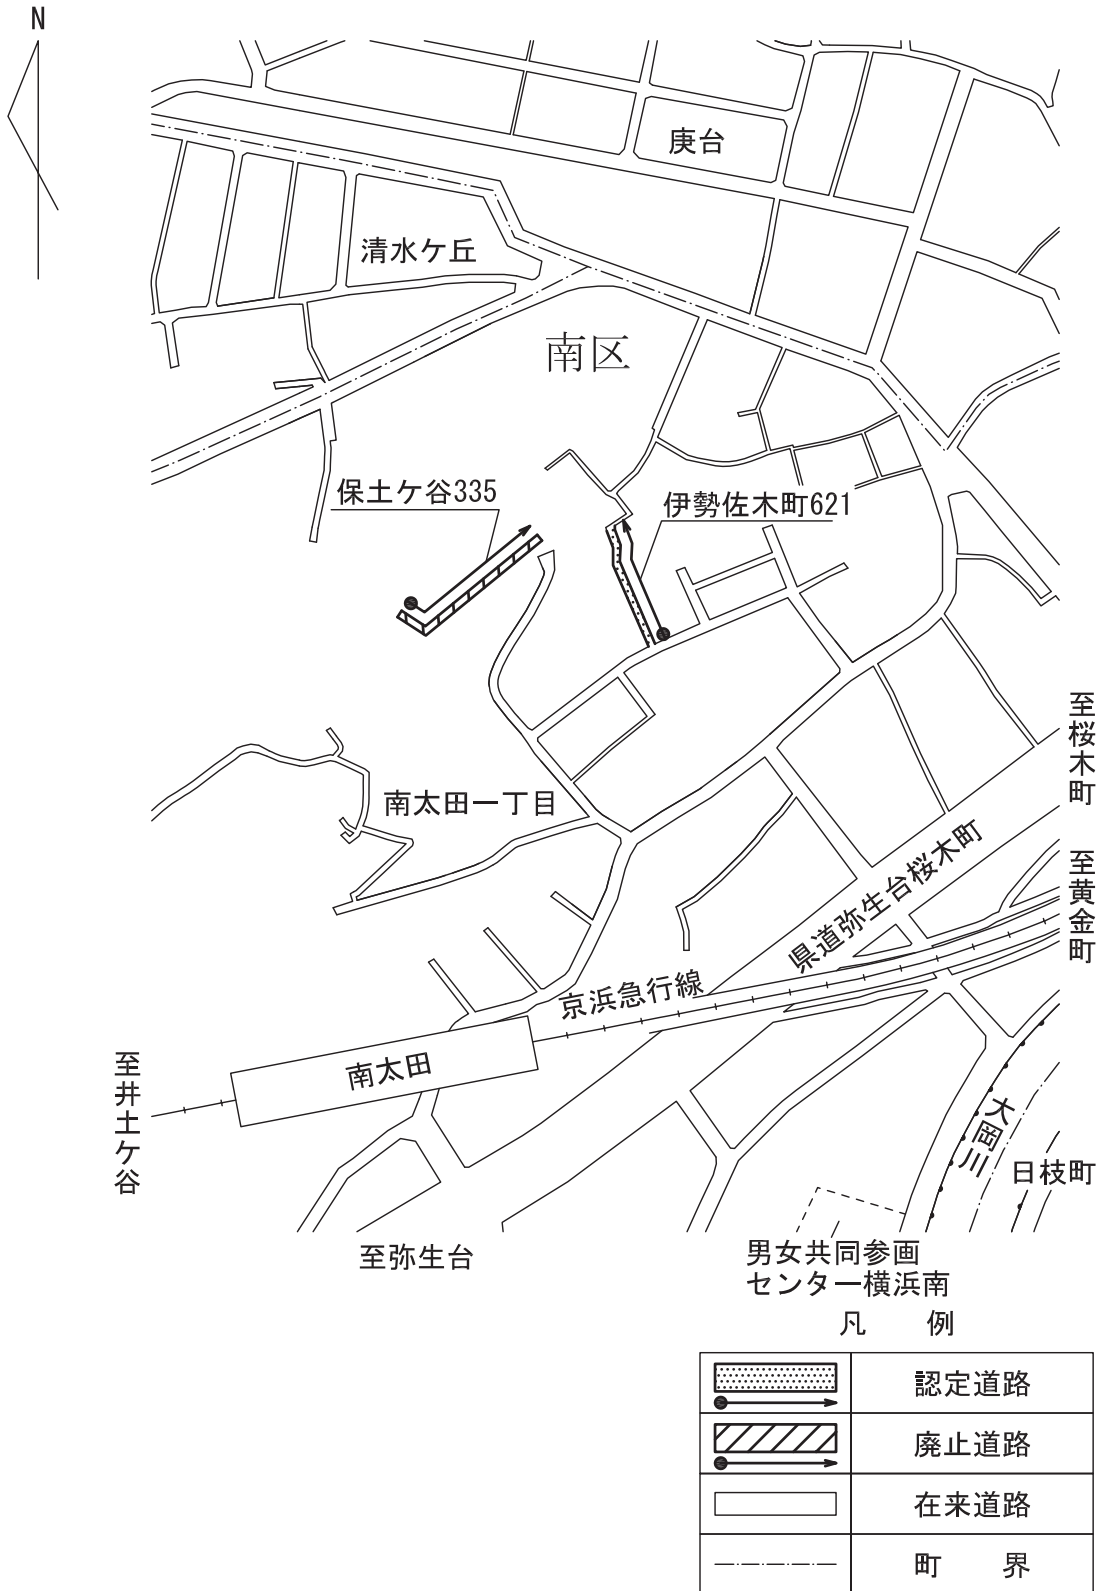 N
庚台
清水ケ丘
南区
保土ケ谷335
伊勢佐木町621
至桜木町
南太田一丁目
県道弥生台桜木町
至黄金町
京浜急行線
南太田
至井土ケ谷
大岡川
日枝町
至弥生台
男女共同参画
センター横浜南
凡 例
認定道路
廃止道路
在来道路
町 界